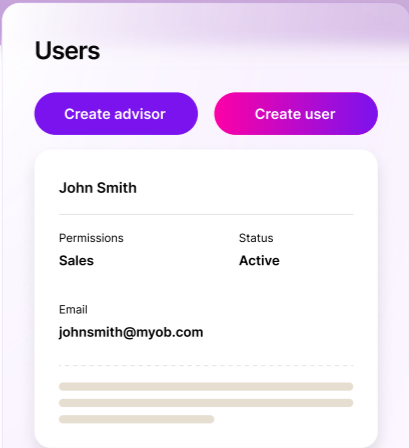 Users
Create advisor
Create user
John Smith
Permissions
Status
Sales
Active
Email
johnsmith@myob.com